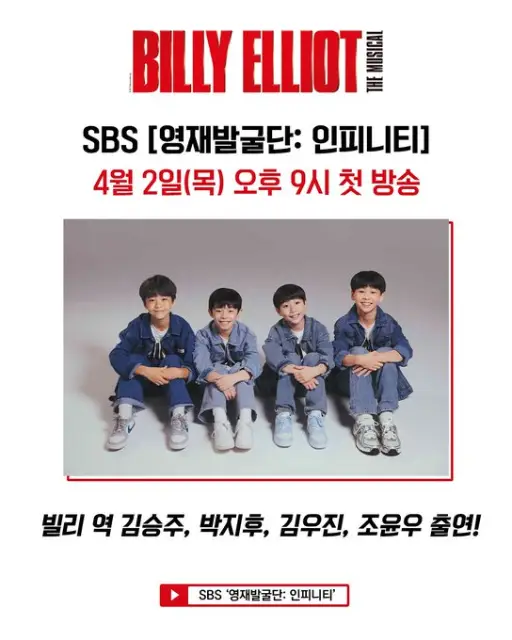 BILLY ELLIOT
THE MUSICAL
SBS [영재발굴단: 인피니티]
4월 2일(목) 오후 9시 첫 방송
빌리 역 김승주, 박지후, 김우진, 조윤우 출연!
SBS ‘영재발굴단: 인피니티’